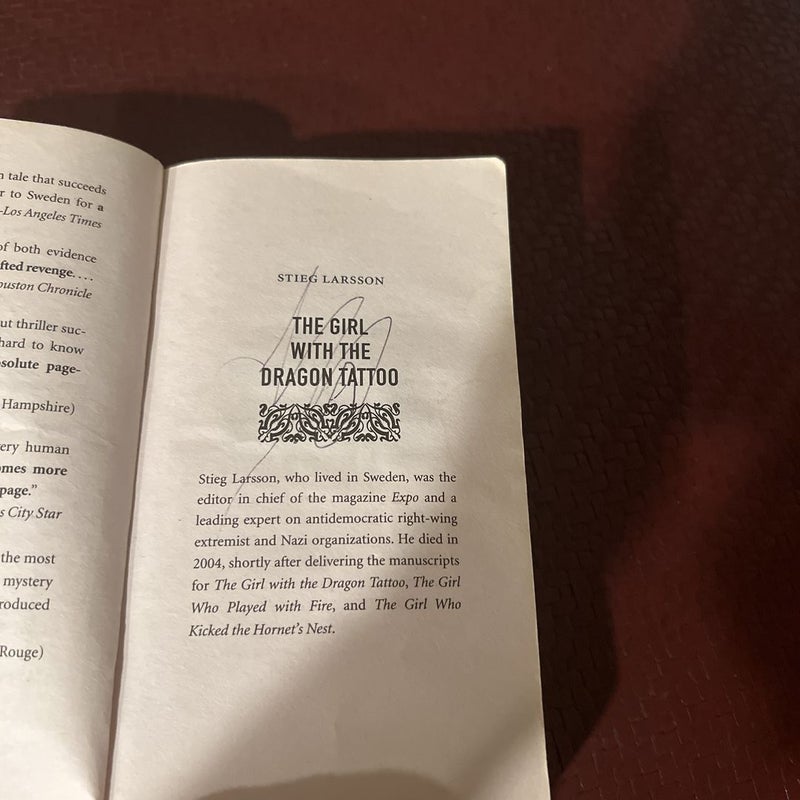 n tale that succeeds
r to Sweden for a
-Los Angeles Times
of both evidence
fted revenge....
ouston Chronicle
ut thriller suc-
hard to know
solute page-
Hampshire)
ery human
omes more
page.”
s City Star
the most
mystery
roduced
Rouge)
STIEG LARSSON
THE GIRL
WITH THE
DRAGON TATTOO
Stieg Larsson, who lived in Sweden, was the
editor in chief of the magazine Expo and a
leading expert on antidemocratic right-wing
extremist and Nazi organizations. He died in
2004, shortly after delivering the manuscripts
for The Girl with the Dragon Tattoo, The Girl
Who Played with Fire, and The Girl Who
Kicked the Hornet’s Nest.